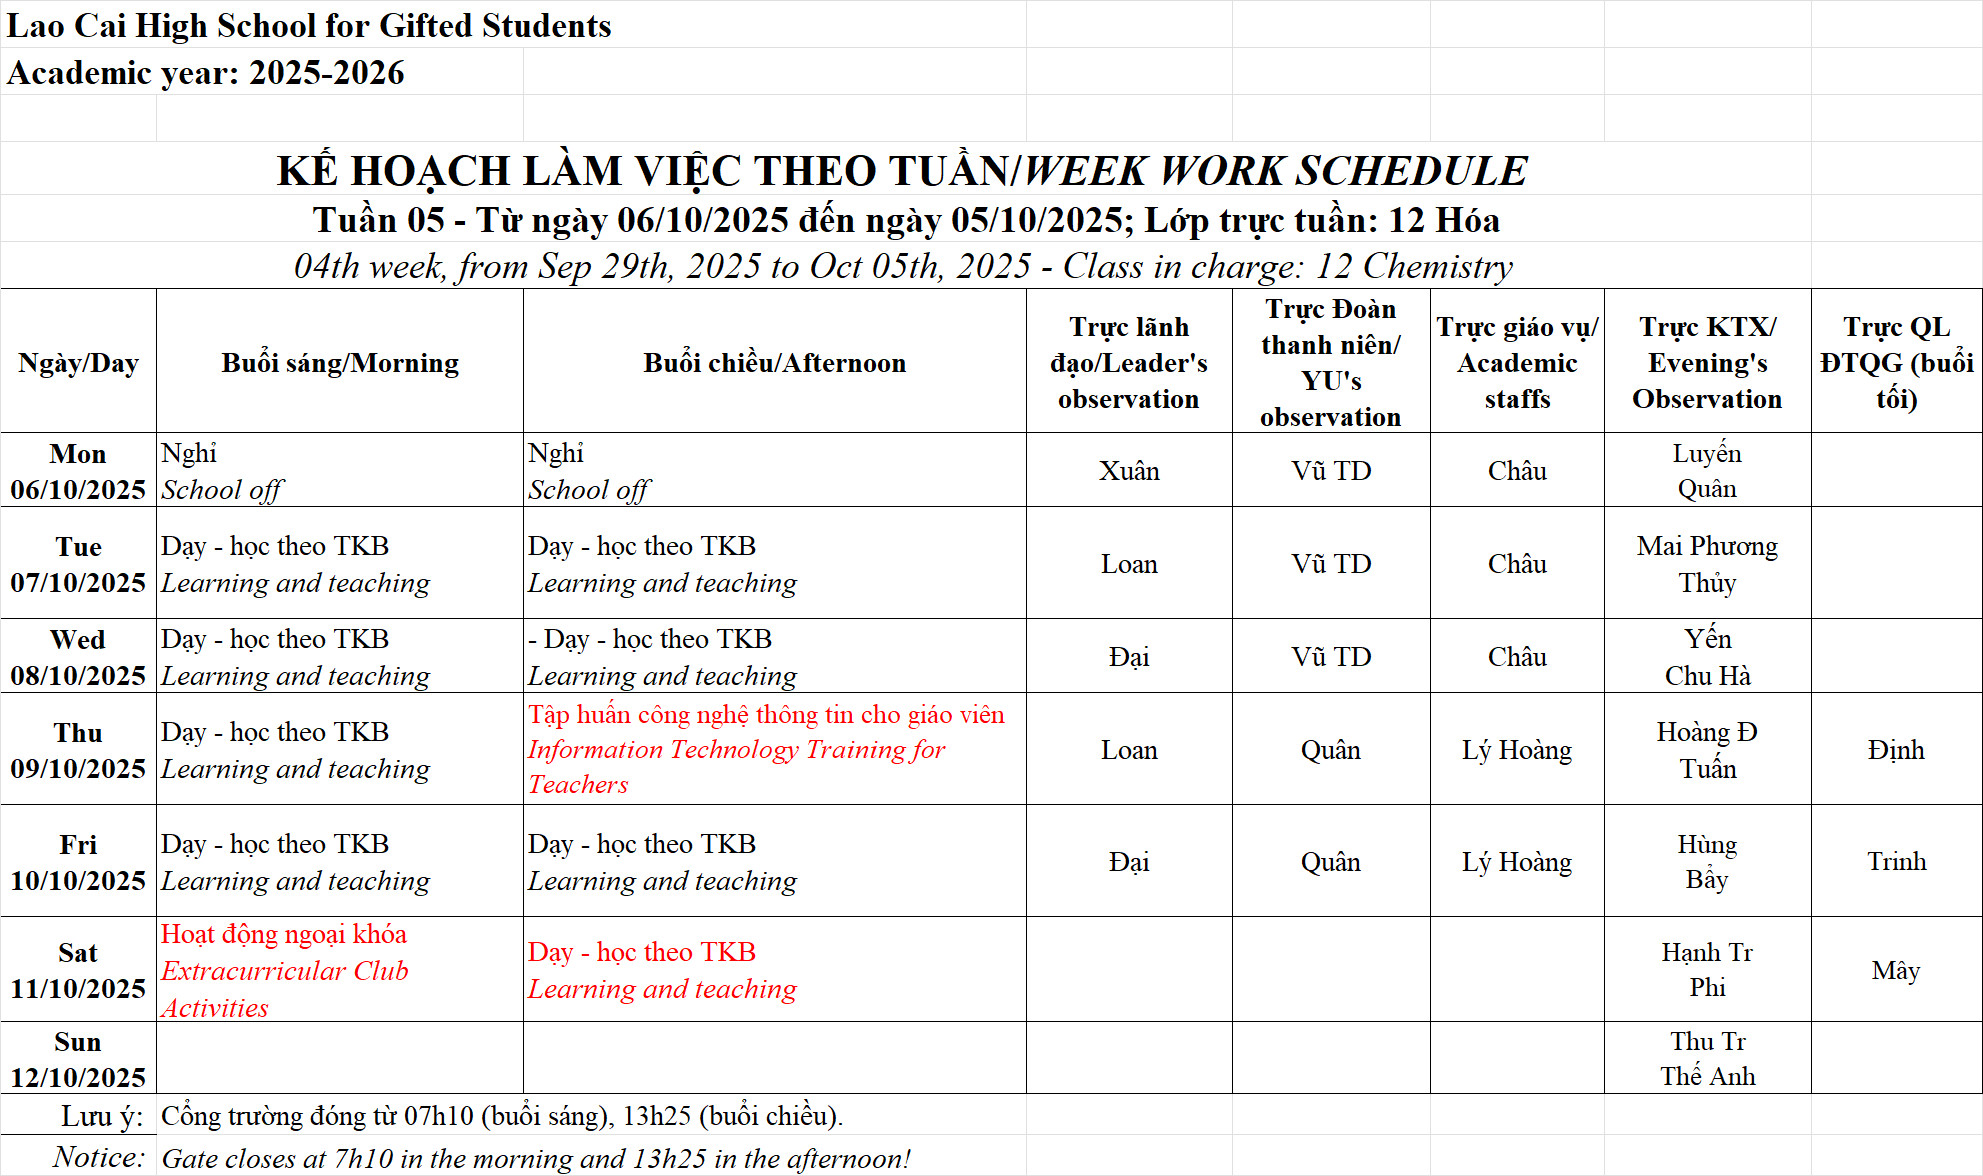 Lao Cai High School for Gifted Students
Academic year: 2025-2026
KẾ HOẠCH LÀM VIỆC THEO TUẦN/WEEK WORK SCHEDULE
Tuần 05 - Từ ngày 06/10/2025 đến ngày 05/10/2025; Lớp trực tuần: 12 Hóa
04th week, from Sep 29th, 2025 to Oct 05th, 2025 - Class in charge: 12 Chemistry
Ngày/Day
Buổi sáng/Morning
Buổi chiều/Afternoon
Trực lãnh
đạo/Leader's
observation
Trực Đoàn
thanh niên/
YU's
observation
Trực giáo vụ/
Academic
staffs
Trực KTX/
Evening's
Observation
Trực QL
ĐTQG (buổi
tối)
Mon
06/10/2025
Nghỉ
School off
Nghỉ
School off
Xuân
Vũ TD
Châu
Luyến
Quân
Tue
07/10/2025
Dạy - học theo TKB
Learning and teaching
Dạy - học theo TKB
Learning and teaching
Loan
Vũ TD
Châu
Mai Phương
Thủy
Wed
08/10/2025
Dạy - học theo TKB
Learning and teaching
- Dạy - học theo TKB
Learning and teaching
Đại
Vũ TD
Châu
Yến
Chu Hà
Thu
09/10/2025
Dạy - học theo TKB
Learning and teaching
Tập huấn công nghệ thông tin cho giáo viên
Information Technology Training for
Teachers
Loan
Quân
Lý Hoàng
Hoàng Đ
Tuấn
Định
Fri
10/10/2025
Dạy - học theo TKB
Learning and teaching
Dạy - học theo TKB
Learning and teaching
Đại
Quân
Lý Hoàng
Hùng
Bẩy
Trinh
Sat
11/10/2025
Hoạt động ngoại khóa
Extracurricular Club
Activities
Dạy - học theo TKB
Learning and teaching
Hạnh Tr
Phi
Mây
Sun
12/10/2025
Thu Tr
Thế Anh
Lưu ý: Cổng trường đóng từ 07h10 (buổi sáng), 13h25 (buổi chiều).
Notice: Gate closes at 7h10 in the morning and 13h25 in the afternoon!